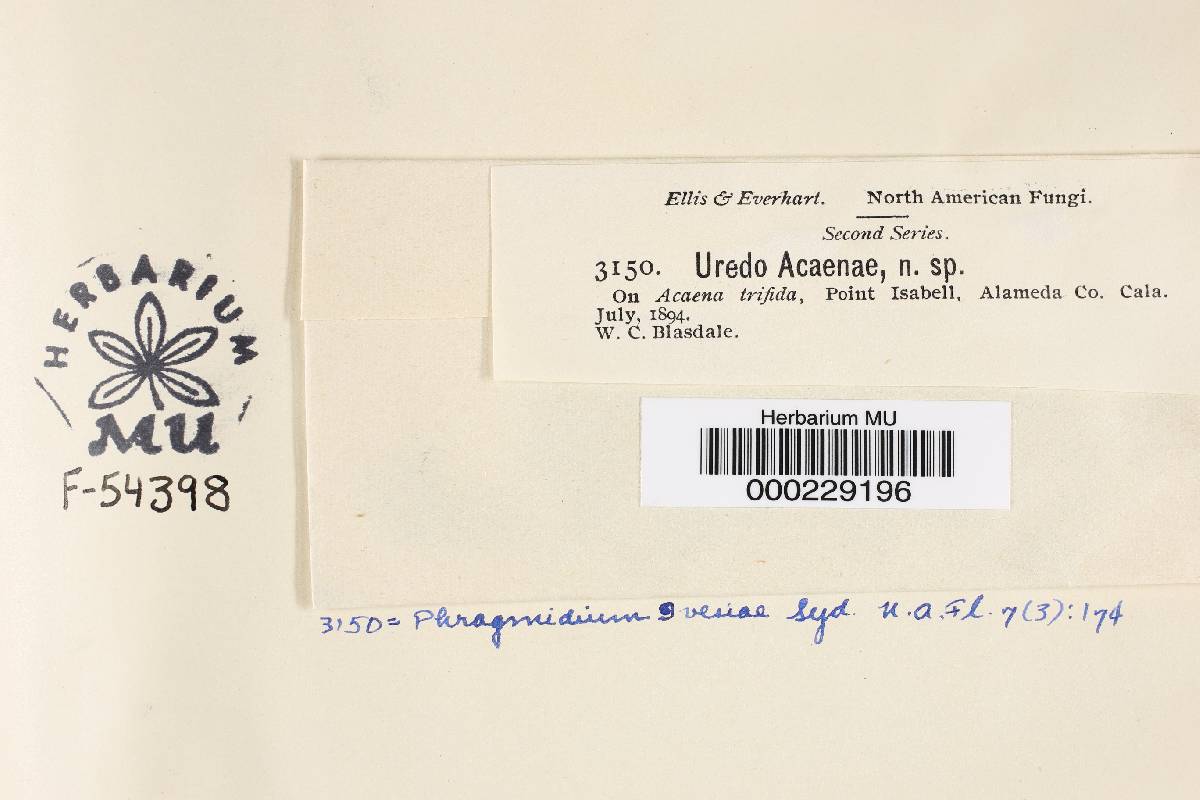 HERBARIUM
MU
F-54398
Ellis & Everhart. North American Fungi.
Second Series.
3150. Uredo Acaenae, n. sp.
On Acaena trifida, Point Isabell, Alameda Co. Cala.
July, 1894.
W. C. Blasdale.
Herbarium MU
000229196
3150 = Phragmidium Syd. N.A.Fl. 7(3):174